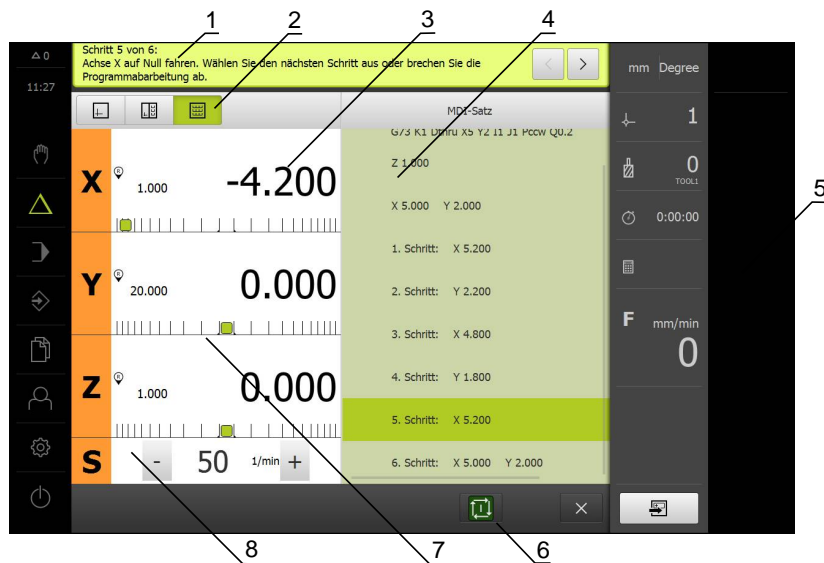 1
2
3
4
5
6
7
8
0
11:27
Schritt 5 von 6:
Achse X auf Null fahren. Wählen Sie den nächsten Schritt aus oder brechen Sie die
Programmabarbeitung ab.
mm Degree
MDI-Satz
G73 K1 Dthru X5 Y2 I1 J1 Pccw Q0.2
Z 1.000
X 5.000 Y 2.000
1. Schritt: X 5.200
2. Schritt: Y 2.200
3. Schritt: X 4.800
4. Schritt: Y 1.800
5. Schritt: X 5.200
6. Schritt: X 5.000 Y 2.000
X
R
1.000
-4.200
Y
R
20.000
0.000
Z
R
1.000
0.000
S
-
50
1/min
+
1
0
TOOL1
0:00:00
F
mm/min
0